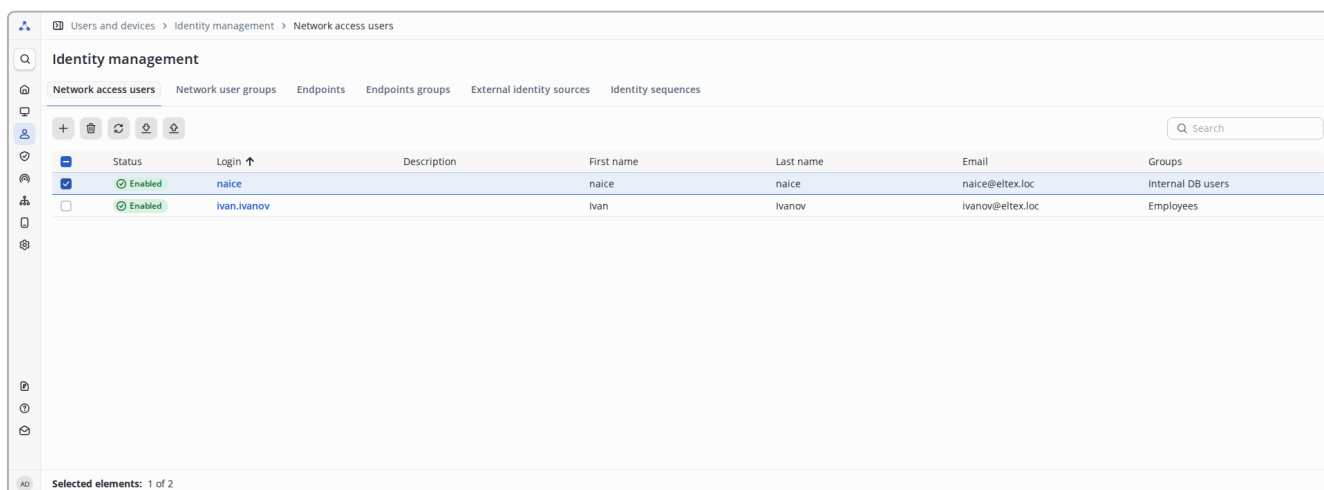 Users and devices > Identity management > Network access users
Identity management
Network access users Network user groups Endpoints Endpoints groups External identity sources Identity sequences
Search
Status Login ↑ Description First name Last name Email Groups
Enabled naice naice naice naice@eltex.loc Internal DB users
Enabled ivan.ivanov Ivan Ivanov ivanov@eltex.loc Employees
AD Selected elements: 1 of 2